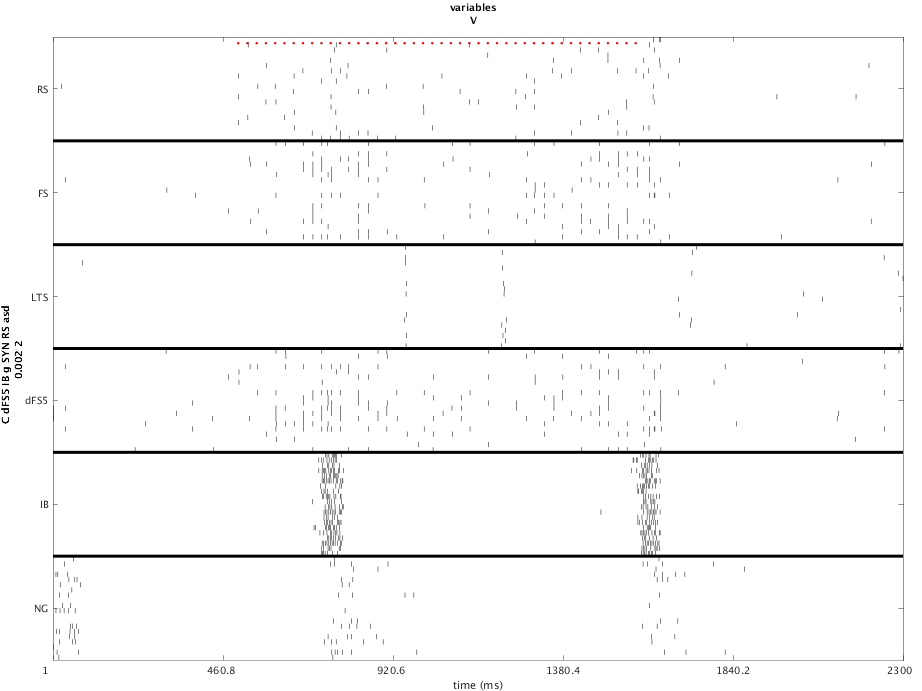 variables
V
RS
FS
LTS
dFS5
IB
NG
C dFS5 IB g SYN RS asd
0.002 2
1
460.8
920.6
1380.4
1840.2
2300
time (ms)